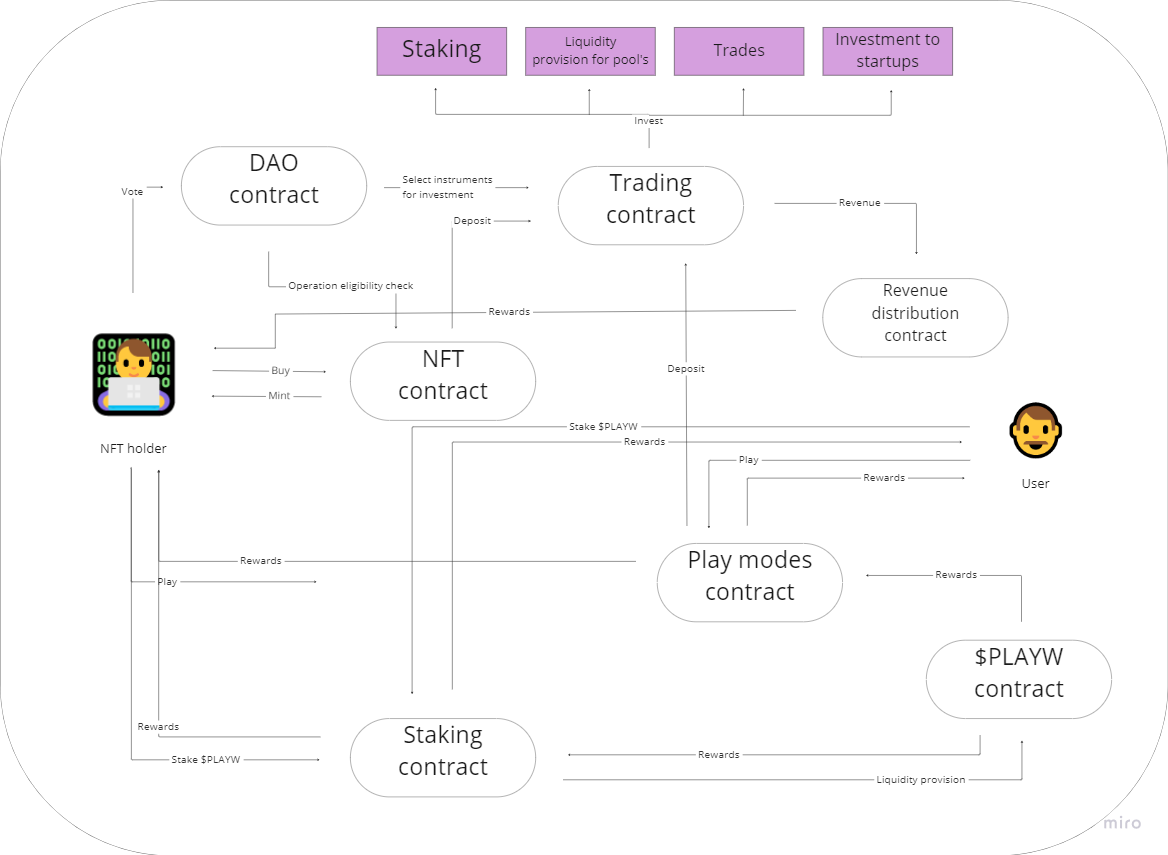 Staking
Liquidity
provision for pool's
Trades
Investment to
startups
Invest
DAO
contract
Vote
Select instruments
for investment
Trading
contract
Deposit
Revenue
Operation eligibility check
Revenue
distribution
contract
Rewards
NFT
contract
Buy
Mint
Deposit
NFT holder
Stake $PLAYW
Rewards
Play
Rewards
User
Play modes
contract
Rewards
Play
Rewards
$PLAYW
contract
Rewards
Stake $PLAYW
Staking
contract
Rewards
Liquidity provision
miro